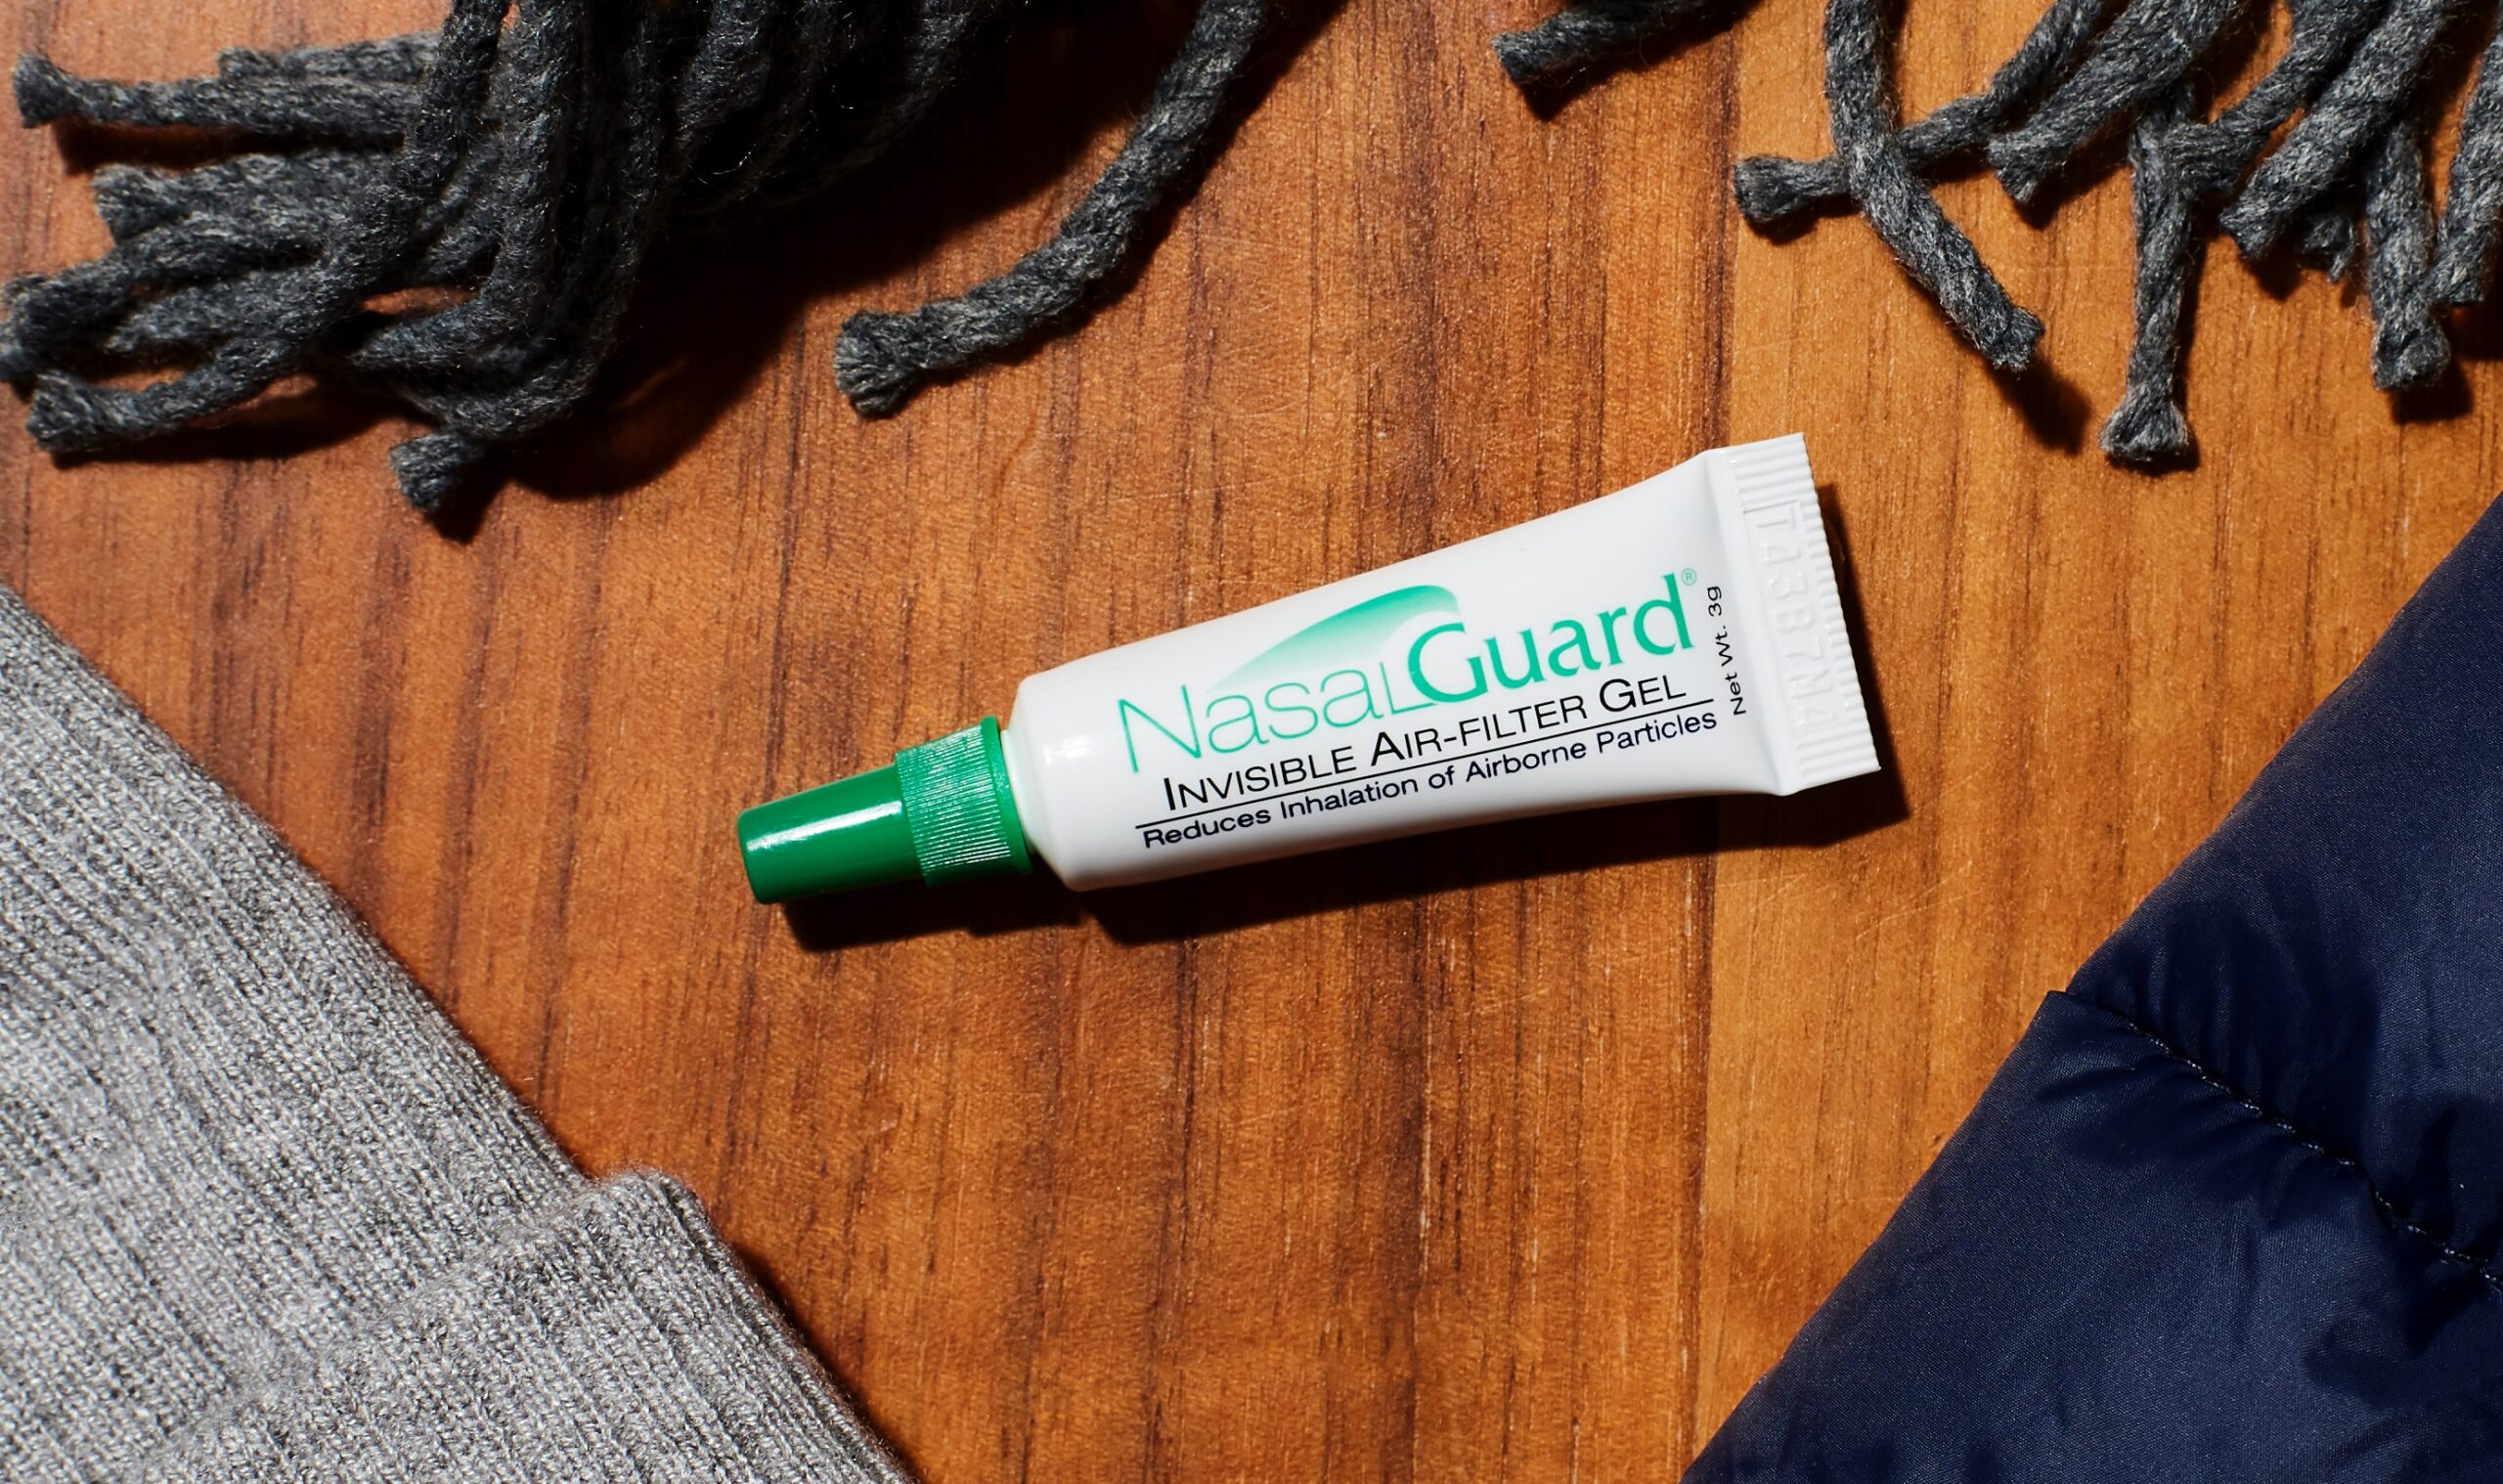 NasalGuard®
INVISIBLE AIR-FILTER GEL
Reduces Inhalation of Airborne Particles
Net Wt. 3g